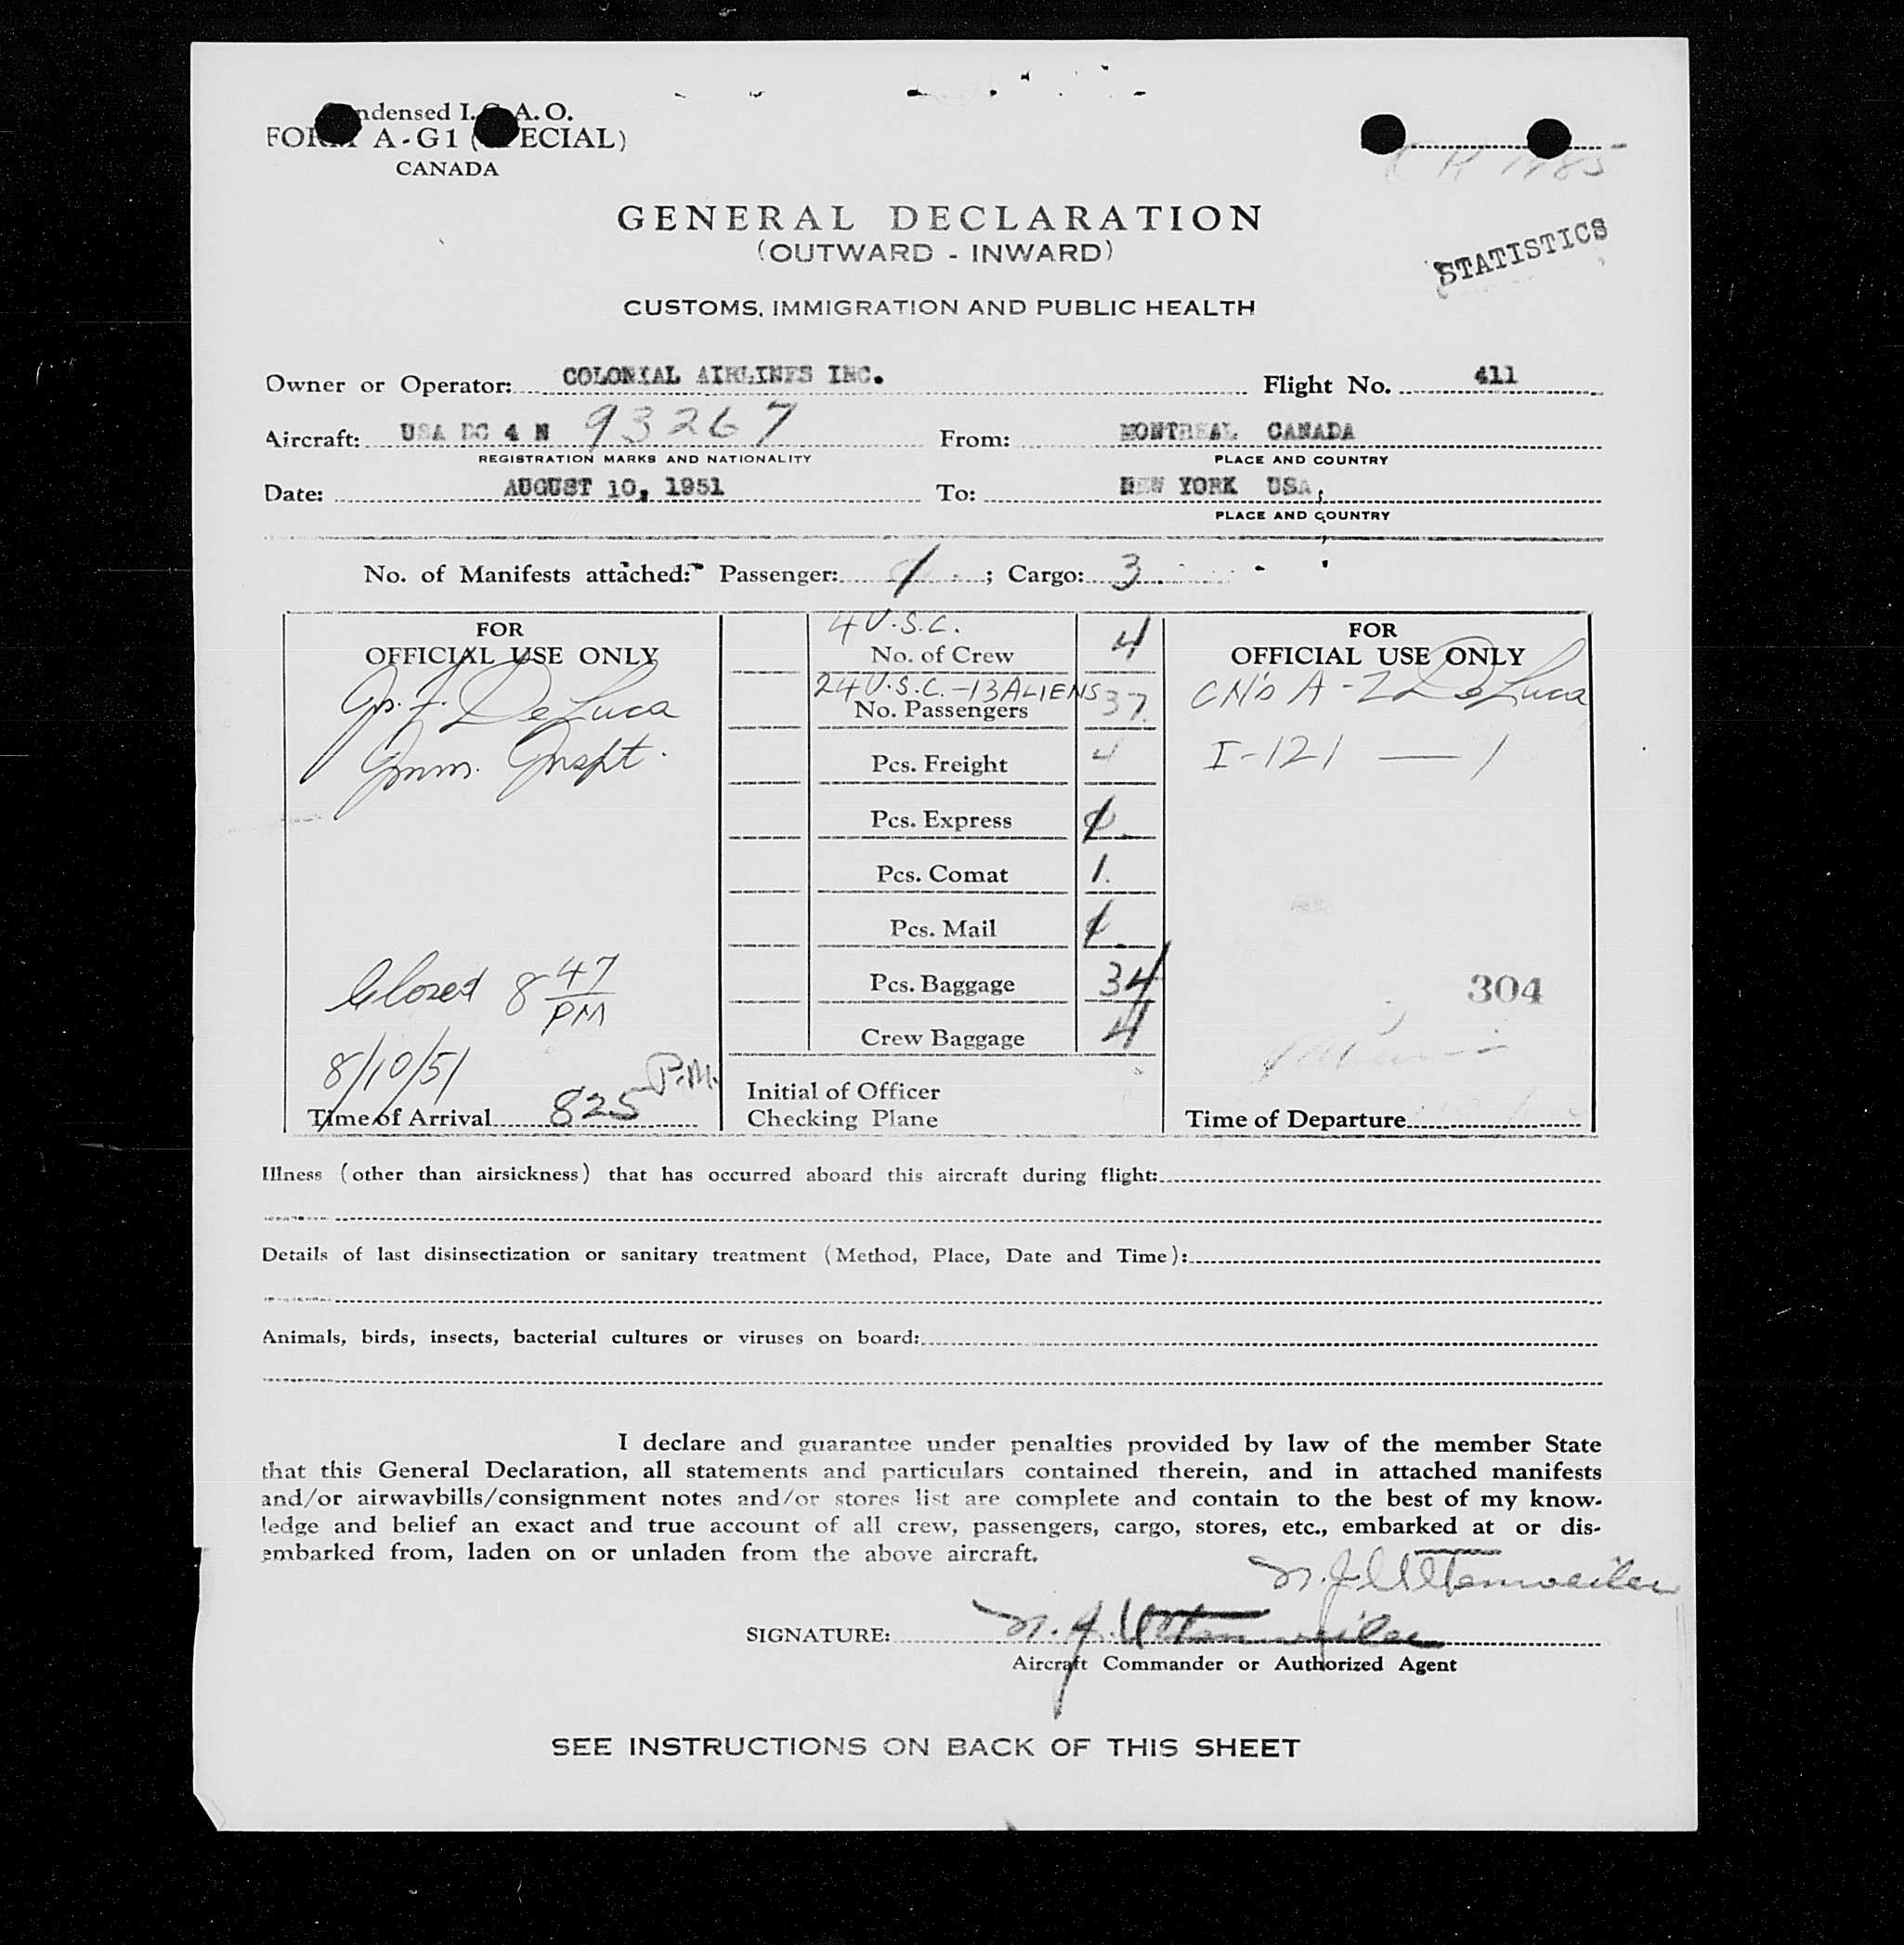 Condensed I.C.A.O.
FORM A-G1 (SPECIAL)
CANADA
STATISTICS
GENERAL DECLARATION
(OUTWARD - INWARD)
CUSTOMS, IMMIGRATION AND PUBLIC HEALTH
Owner or Operator: COLONIAL AIRLINES INC. Flight No. 411
Aircraft: USA DC 4 N 93267 From: MONTREAL CANADA
REGISTRATION MARKS AND NATIONALITY PLACE AND COUNTRY
Date: AUGUST 10, 1951 To: NEW YORK USA
PLACE AND COUNTRY
No. of Manifests attached: Passenger: 1; Cargo: 3
FOR
OFFICIAL USE ONLY
De Luca
Imm. Inspt.
Closed 8 47 PM
8/10/51
Time of Arrival 825 P.M.
4 U.S.C.
No. of Crew 4
24 U.S.C. - 13 ALIENS
No. Passengers 37
Pcs. Freight 4
Pcs. Express
Pcs. Comat 1.
Pcs. Mail
Pcs. Baggage 34
Crew Baggage 4
Initial of Officer
Checking Plane
FOR
OFFICIAL USE ONLY
CN's A-Z De Luca
I-121 — 1
304
Time of Departure
Illness (other than airsickness) that has occurred aboard this aircraft during flight:
Details of last disinsectization or sanitary treatment (Method, Place, Date and Time):
Animals, birds, insects, bacterial cultures or viruses on board:
I declare and guarantee under penalties provided by law of the member State
that this General Declaration, all statements and particulars contained therein, and in attached manifests
and/or airwaybills/consignment notes and/or stores list are complete and contain to the best of my know-
ledge and belief an exact and true account of all crew, passengers, cargo, stores, etc., embarked at or dis-
embarked from, laden on or unladen from the above aircraft.
SIGNATURE:
Aircraft Commander or Authorized Agent
SEE INSTRUCTIONS ON BACK OF THIS SHEET